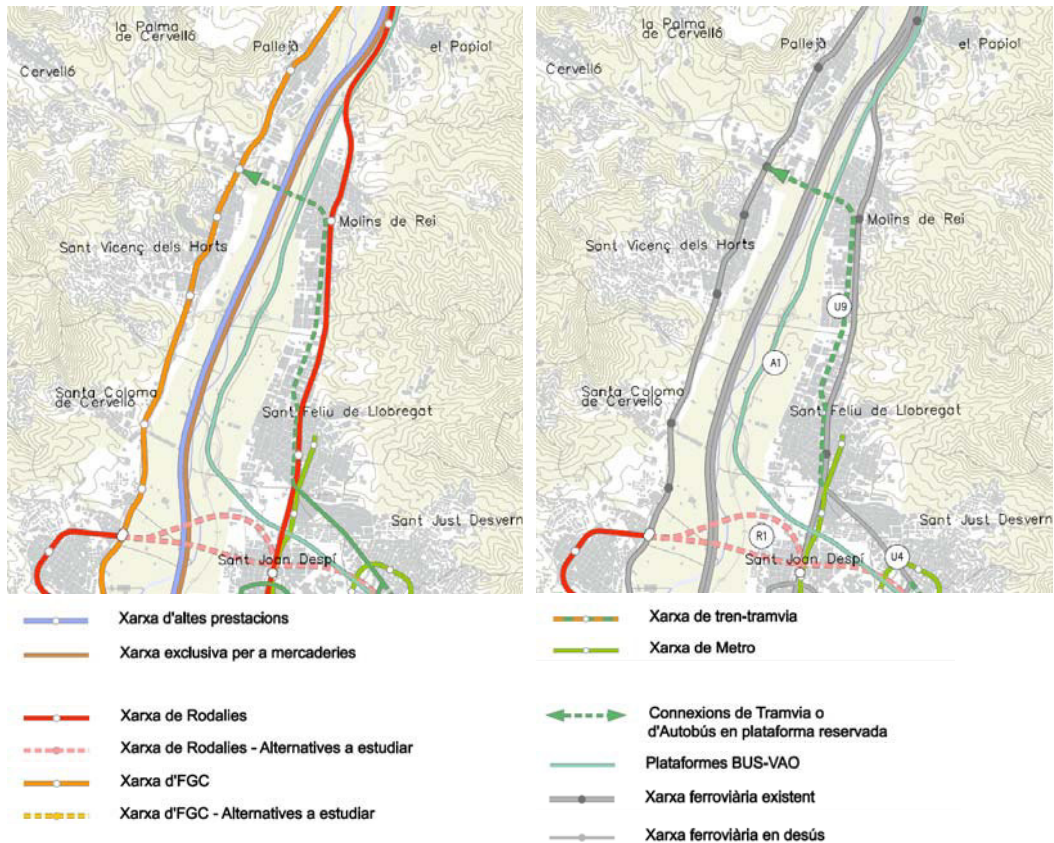 la Palma
de Cervelló
Pallejà
el Papiol
Cervelló
Molins de Rei
Sant Vicenç dels Horts
Santa Coloma
de Cervelló
Sant Feliu de Llobregat
Sant Just Desvern
Sant Joan Despí
la Palma
de Cervelló
Pallejà
el Papiol
Cervelló
Molins de Rei
Sant Vicenç dels Horts
U9
A1
Santa Coloma
de Cervelló
Sant Feliu de Llobregat
Sant Just Desvern
R1
Sant Joan Despí
U4
Xarxa d'altes prestacions
Xarxa exclusiva per a mercaderies
Xarxa de Rodalies
Xarxa de Rodalies - Alternatives a estudiar
Xarxa d'FGC
Xarxa d'FGC - Alternatives a estudiar
Xarxa de tren-tramvia
Xarxa de Metro
Connexions de Tramvia o
d'Autobús en plataforma reservada
Plataformes BUS-VAO
Xarxa ferroviària existent
Xarxa ferroviària en desús